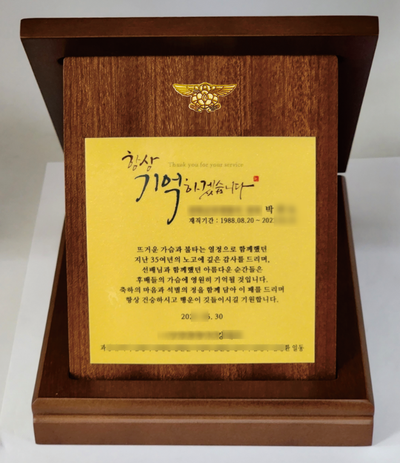 항상
Thank you for your service
기억하겠습니다
박
재직기간 : 1988.08.20 – 202
뜨거운 가슴과 불타는 열정으로 함께했던
지난 35여년의 노고에 깊은 감사를 드리며,
선배님과 함께했던 아름다운 순간들은
후배들의 가슴에 영원히 기억될 것입니다.
축하의 마음과 석별의 정을 함께 담아 이 패를 드리며
항상 건승하시고 행운이 깃들이시길 기원합니다.
202 . 30
일동